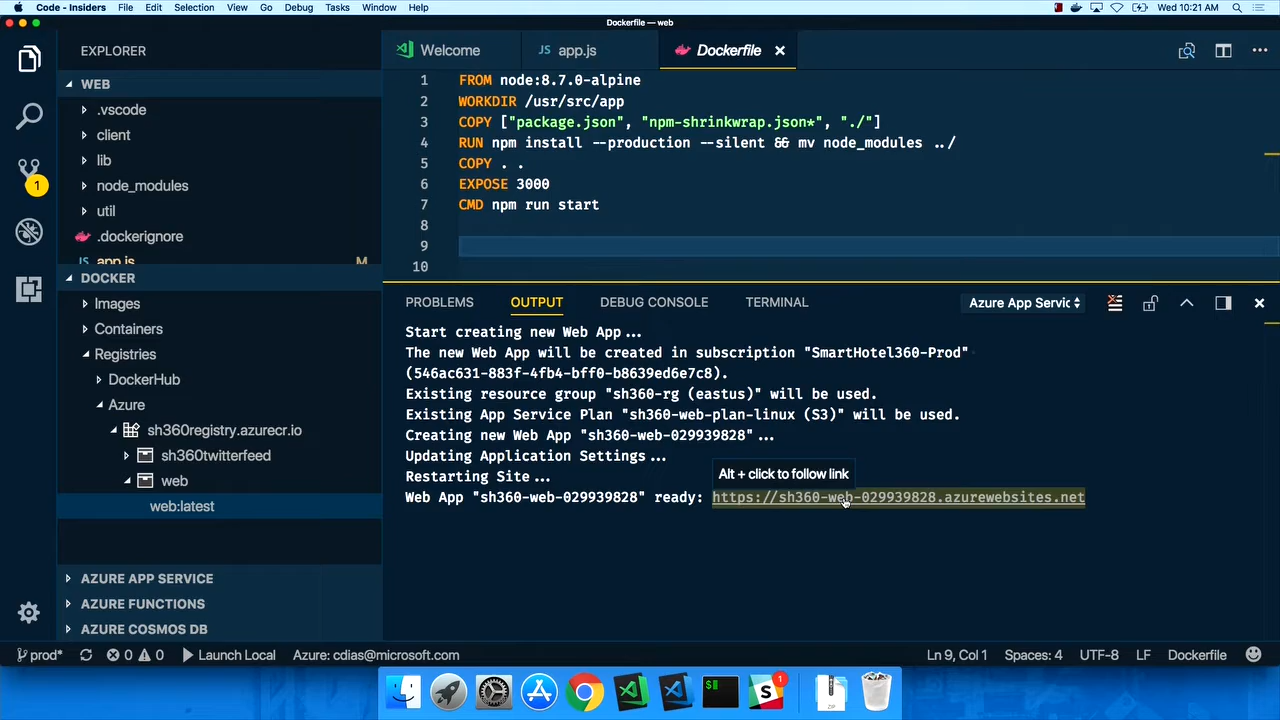 Code - Insiders File Edit Selection View Go Debug Tasks Window Help Wed 10:21 AM
Dockerfile — web
EXPLORER
WEB
.vscode
client
lib
node_modules
util
.dockerignore
JS app.js M
1
DOCKER
Images
Containers
Registries
DockerHub
Azure
sh360registry.azurecr.io
sh360twitterfeed
web
web:latest
AZURE APP SERVICE
AZURE FUNCTIONS
AZURE COSMOS DB
Welcome JS app.js Dockerfile
1 FROM node:8.7.0-alpine
2 WORKDIR /usr/src/app
3 COPY ["package.json", "npm-shrinkwrap.json*", "./"]
4 RUN npm install --production --silent && mv node_modules ../
5 COPY . .
6 EXPOSE 3000
7 CMD npm run start
8
9
10
PROBLEMS OUTPUT DEBUG CONSOLE TERMINAL Azure App Servic
Start creating new Web App...
The new Web App will be created in subscription "SmartHotel360-Prod"
(546ac631-883f-4fb4-bff0-b8639ed6e7c8).
Existing resource group "sh360-rg (eastus)" will be used.
Existing App Service Plan "sh360-web-plan-linux (S3)" will be used.
Creating new Web App "sh360-web-029939828"...
Updating Application Settings...
Restarting Site...
Alt + click to follow link
Web App "sh360-web-029939828" ready: https://sh360-web-029939828.azurewebsites.net
prod* 0 0 Launch Local Azure: cdias@microsoft.com Ln 9, Col 1 Spaces: 4 UTF-8 LF Dockerfile
$ 1 ZIP